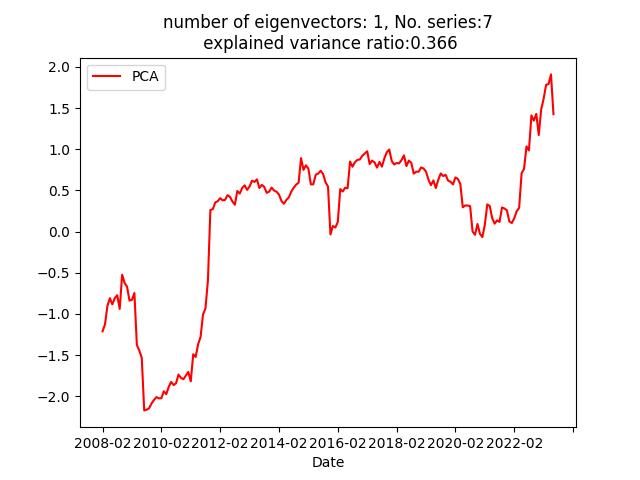 number of eigenvectors: 1, No. series:7
explained variance ratio:0.366
PCA
2.0
1.5
1.0
0.5
0.0
−0.5
−1.0
−1.5
−2.0
2008-02 2010-02 2012-02 2014-02 2016-02 2018-02 2020-02 2022-02
Date